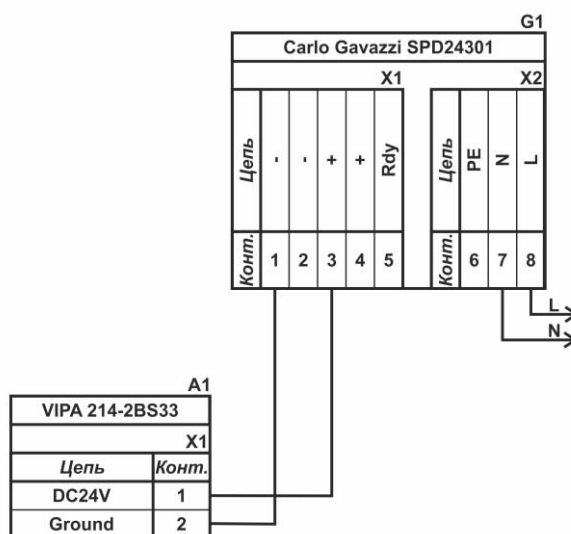 G1
Carlo Gavazzi SPD24301
X1 X2
Цепь - - + + Rdy Цепь PE N L
Конт. 1 2 3 4 5 Конт. 6 7 8
L
N
A1
VIPA 214-2BS33
X1
Цепь Конт.
DC24V 1
Ground 2